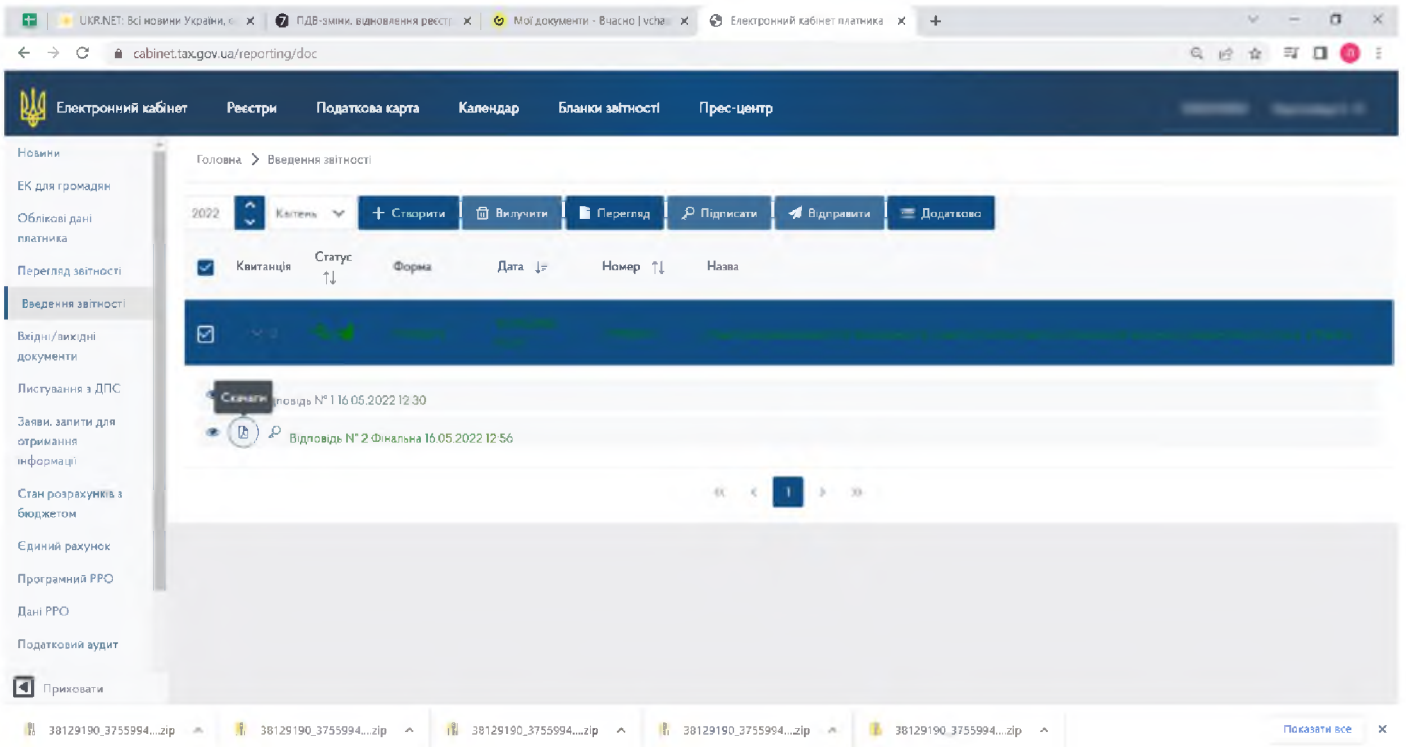 UKR.NET: Всі новини України,
ПДВ-зміни, відновлення реєстр
Мої документи - Вчасно | vcha
Електронний кабінет платника
cabinet.tax.gov.ua/reporting/doc
Електронний кабінет Реєстри Податкова карта Календар Бланки звітності Прес-центр
Новини
ЕК для громадян
Облікові дані
платника
Перегляд звітності
Введення звітності
Вхідні/вихідні
документи
Листування з ДПС
Заяви, запити для
отримання
інформації
Стан розрахунків з
бюджетом
Єдиний рахунок
Програмний РРО
Дані РРО
Податковий аудит
Приховати
Головна > Введення звітності
2022 Квітень + Створити Вилучити Перегляд Підписати Відправити Додатково
Квитанція Статус Форма Дата Номер Назва
Скачати повідь N° 1 16.05.2022 12:30
Відповідь N° 2 Фінальна 16.05.2022 12:56
« < 1 > »
38129190_3755994....zip 38129190_3755994....zip 38129190_3755994....zip 38129190_3755994....zip 38129190_3755994....zip Показати все